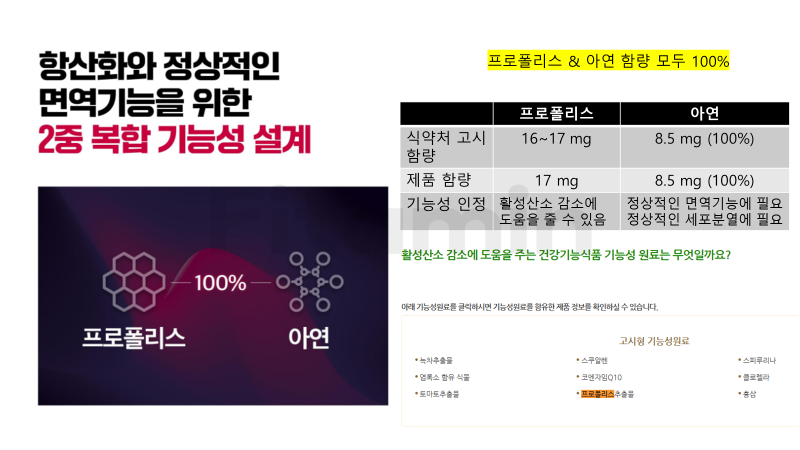 항산화와 정상적인
면역기능을 위한
2중 복합 기능성 설계
100%
프로폴리스
아연
프로폴리스 & 아연 함량 모두 100%
프로폴리스 아연
식약처 고시 함량 16~17 mg 8.5 mg (100%)
제품 함량 17 mg 8.5 mg (100%)
기능성 인정 활성산소 감소에 도움을 줄 수 있음 정상적인 면역기능에 필요 정상적인 세포분열에 필요
활성산소 감소에 도움을 주는 건강기능식품 기능성 원료는 무엇일까요?
아래 기능성원료를 클릭하시면 기능성원료를 함유한 제품 정보를 확인하실 수 있습니다.
고시형 기능성원료
• 녹차추출물 • 스쿠알렌 • 스피루리나
• 엽록소 함유 식물 • 코엔자임Q10 • 클로렐라
• 토마토추출물 • 프로폴리스추출물 • 홍삼